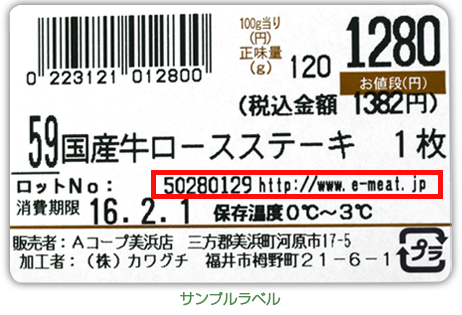 100g当り
(円)
正味量
(g)
120
1280
お値段(円)
0 223121 012800
(税込金額 1382円)
59国産牛ロースステーキ 1枚
ロットNo: 50280129 http://www.e-meat.jp
消費期限 16.2.1 保存温度0℃~3℃
販売者:Aコープ美浜店 三方郡美浜町河原市17-5
加工者:(株)カワグチ 福井市栂野町21-6-1
プラ
サンプルラベル